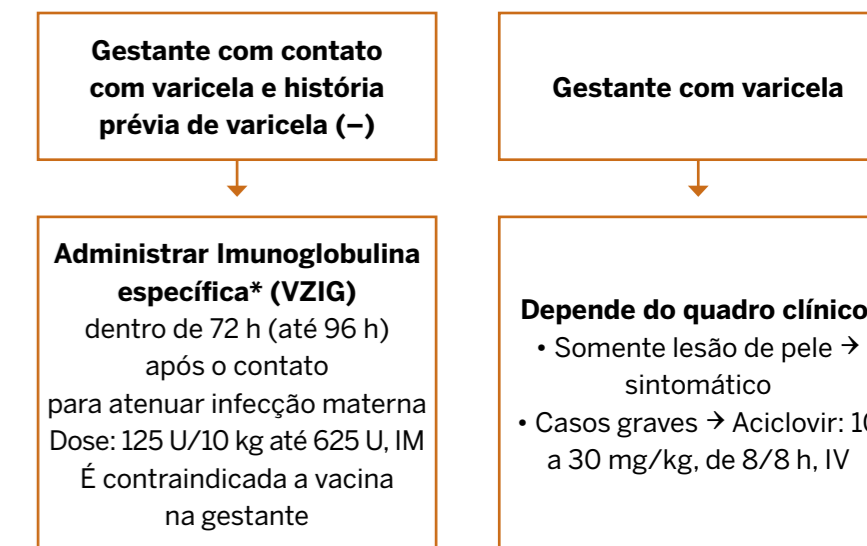 Gestante com contato
com varicela e história
prévia de varicela (–)
Administrar Imunoglobulina
específica* (VZIG)
dentro de 72 h (até 96 h)
após o contato
para atenuar infecção materna
Dose: 125 U/10 kg até 625 U, IM
É contraindicada a vacina
na gestante
Gestante com varicela
Depende do quadro clínico
• Somente lesão de pele →
sintomático
• Casos graves → Aciclovir:
a 30 mg/kg, de 8/8 h, IV